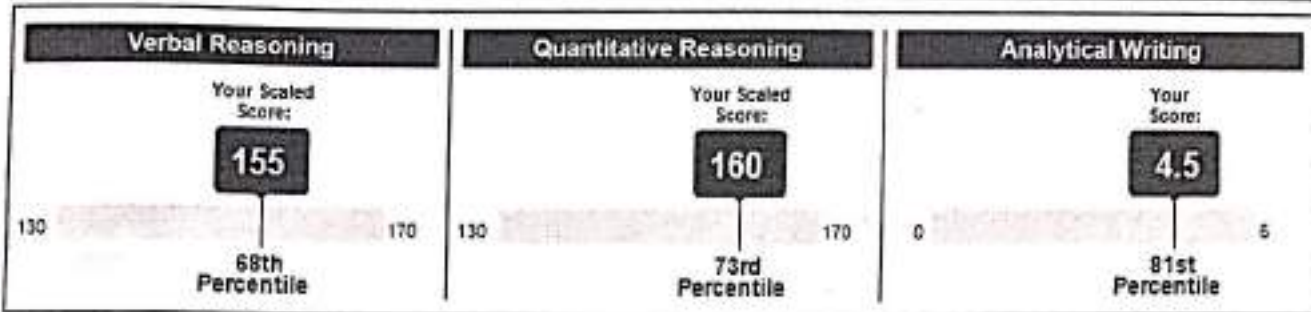 Verbal Reasoning
Your Scaled
Score:
155
130
170
68th
Percentile
Quantitative Reasoning
Your Scaled
Score:
160
130
170
73rd
Percentile
Analytical Writing
Your
Score:
4.5
0
6
81st
Percentile